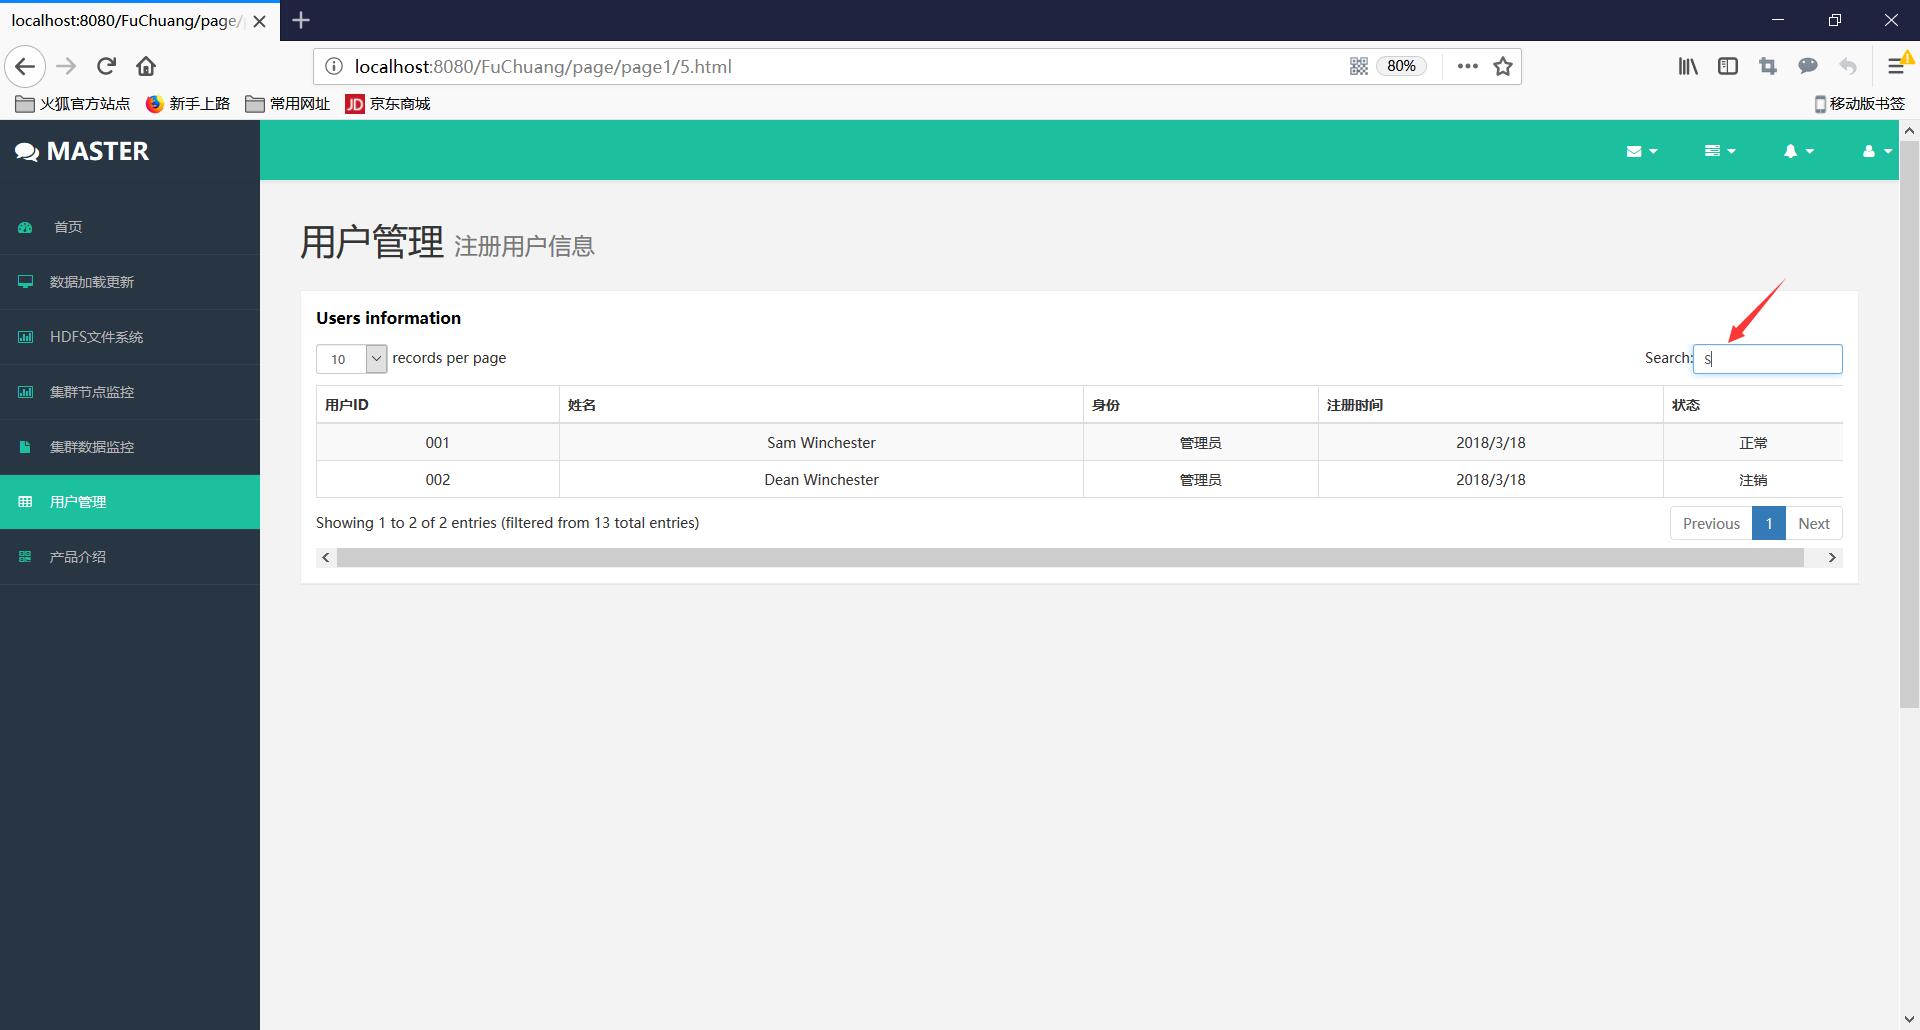 localhost:8080/FuChuang/page/
localhost:8080/FuChuang/page/page1/5.html
80%
火狐官方站点
新手上路
常用网址
JD 京东商城
移动版书签
MASTER
首页
数据加载更新
HDFS文件系统
集群节点监控
集群数据监控
用户管理
产品介绍
用户管理 注册用户信息
Users information
10 records per page
Search: S
用户ID 姓名 身份 注册时间 状态
001 Sam Winchester 管理员 2018/3/18 正常
002 Dean Winchester 管理员 2018/3/18 注销
Showing 1 to 2 of 2 entries (filtered from 13 total entries)
Previous 1 Next